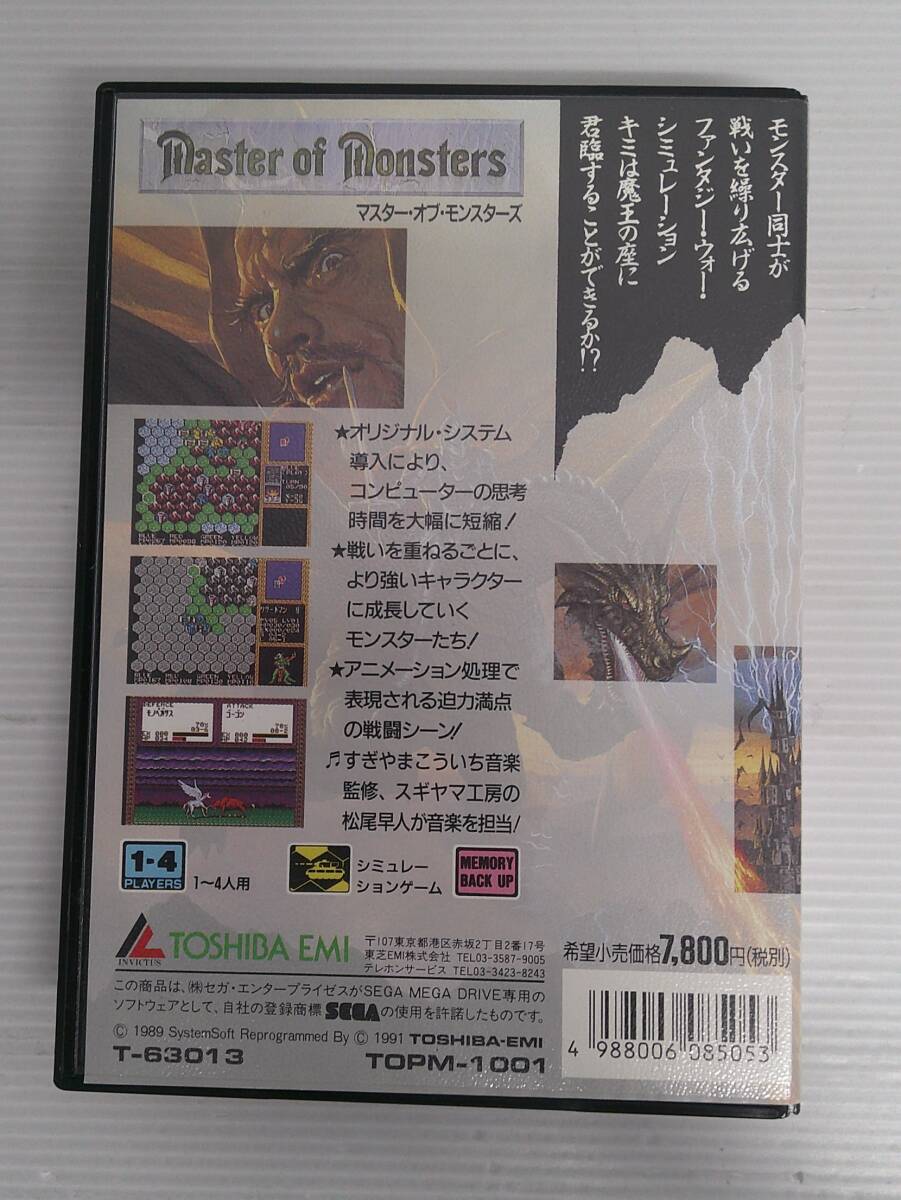 Master of Monsters
マスター・オブ・モンスターズ
モンスター同士が
戦いを繰り広げる
ファンタジー・ウォー・
シミュレーション
キミは魔王の座に
君臨することができるか!?
★オリジナル・システム
導入により、
コンピューターの思考
時間を大幅に短縮!
★戦いを重ねるごとに、
より強いキャラクター
に成長していく
モンスターたち!
★アニメーション処理で
表現される迫力満点
の戦闘シーン!
♬すぎやまこういち音楽
監修、スギヤマ工房の
松尾早人が音楽を担当!
BLUE RED GREEN YELLOW
DEFENCE
ATTACK
ゴーゴン
1-4
PLAYERS
1〜4人用
シミュレー
ションゲーム
MEMORY
BACK UP
INVICTUS
TOSHIBA EMI
〒107東京都港区赤坂2丁目2番17号
東芝EMI株式会社 TEL03-3587-9005
テレホンサービス TEL03-3423-8243
希望小売価格7,800円(税別)
この商品は、㈱セガ・エンタープライゼスがSEGA MEGA DRIVE専用の
ソフトウェアとして、自社の登録商標SEGAの使用を許諾したものです。
© 1989 SystemSoft Reprogrammed By © 1991 TOSHIBA-EMI
T-63013
TOPM-1001
4 988006 085053